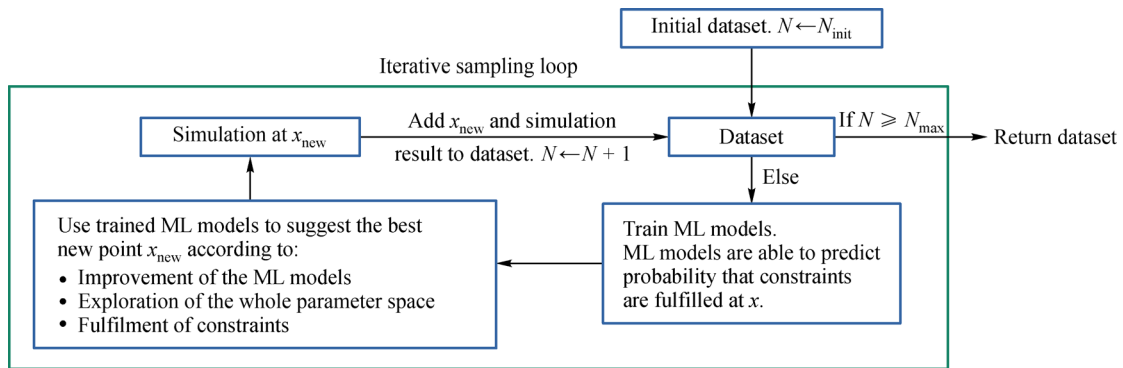 Initial dataset. N←N_init
Iterative sampling loop
Simulation at x_new
Add x_new and simulation
result to dataset. N←N + 1
Dataset
If N ⩾ N_max
Return dataset
Else
Train ML models.
ML models are able to predict
probability that constraints
are fulfilled at x.
Use trained ML models to suggest the best
new point x_new according to:
• Improvement of the ML models
• Exploration of the whole parameter space
• Fulfilment of constraints